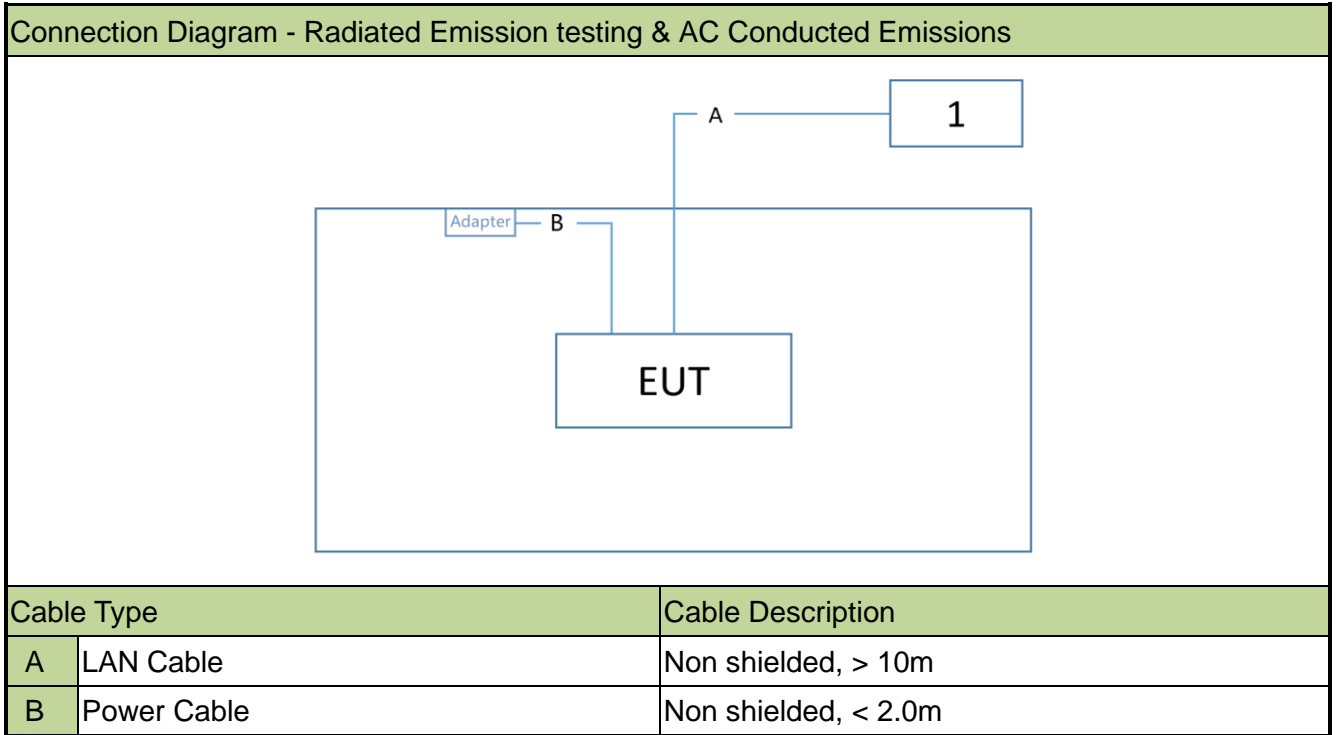 Connection Diagram - Radiated Emission testing & AC Conducted Emissions
A
1
Adapter
B
EUT
Cable Type Cable Description
A LAN Cable Non shielded, > 10m
B Power Cable Non shielded, < 2.0m